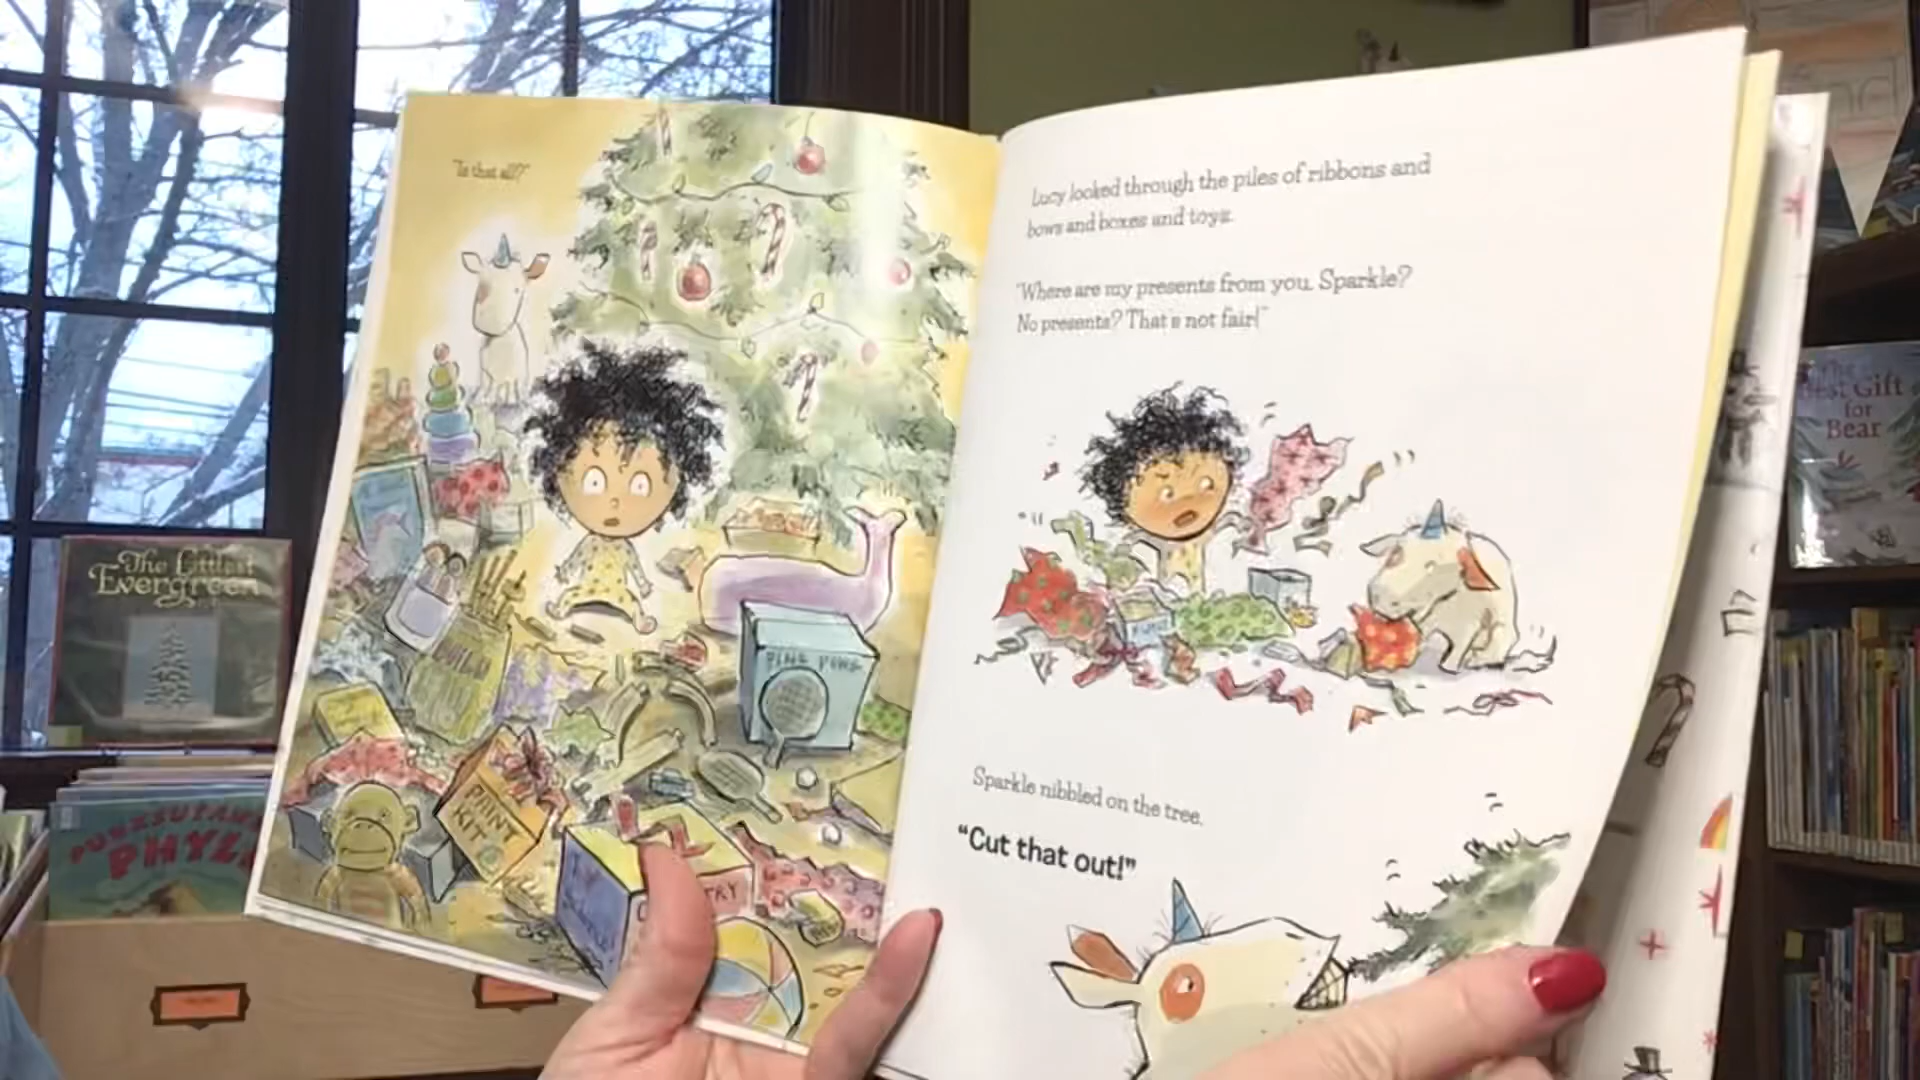 "Is that all?"
Lucy looked through the piles of ribbons and
bows and boxes and toys.
"Where are my presents from you, Sparkle?
No presents? That's not fair!"
Sparkle nibbled on the tree.
"Cut that out!"
PING PONG
PAINT
KIT
The Littlest
Evergreen
PHYL
The
Best Gift
for
Bear